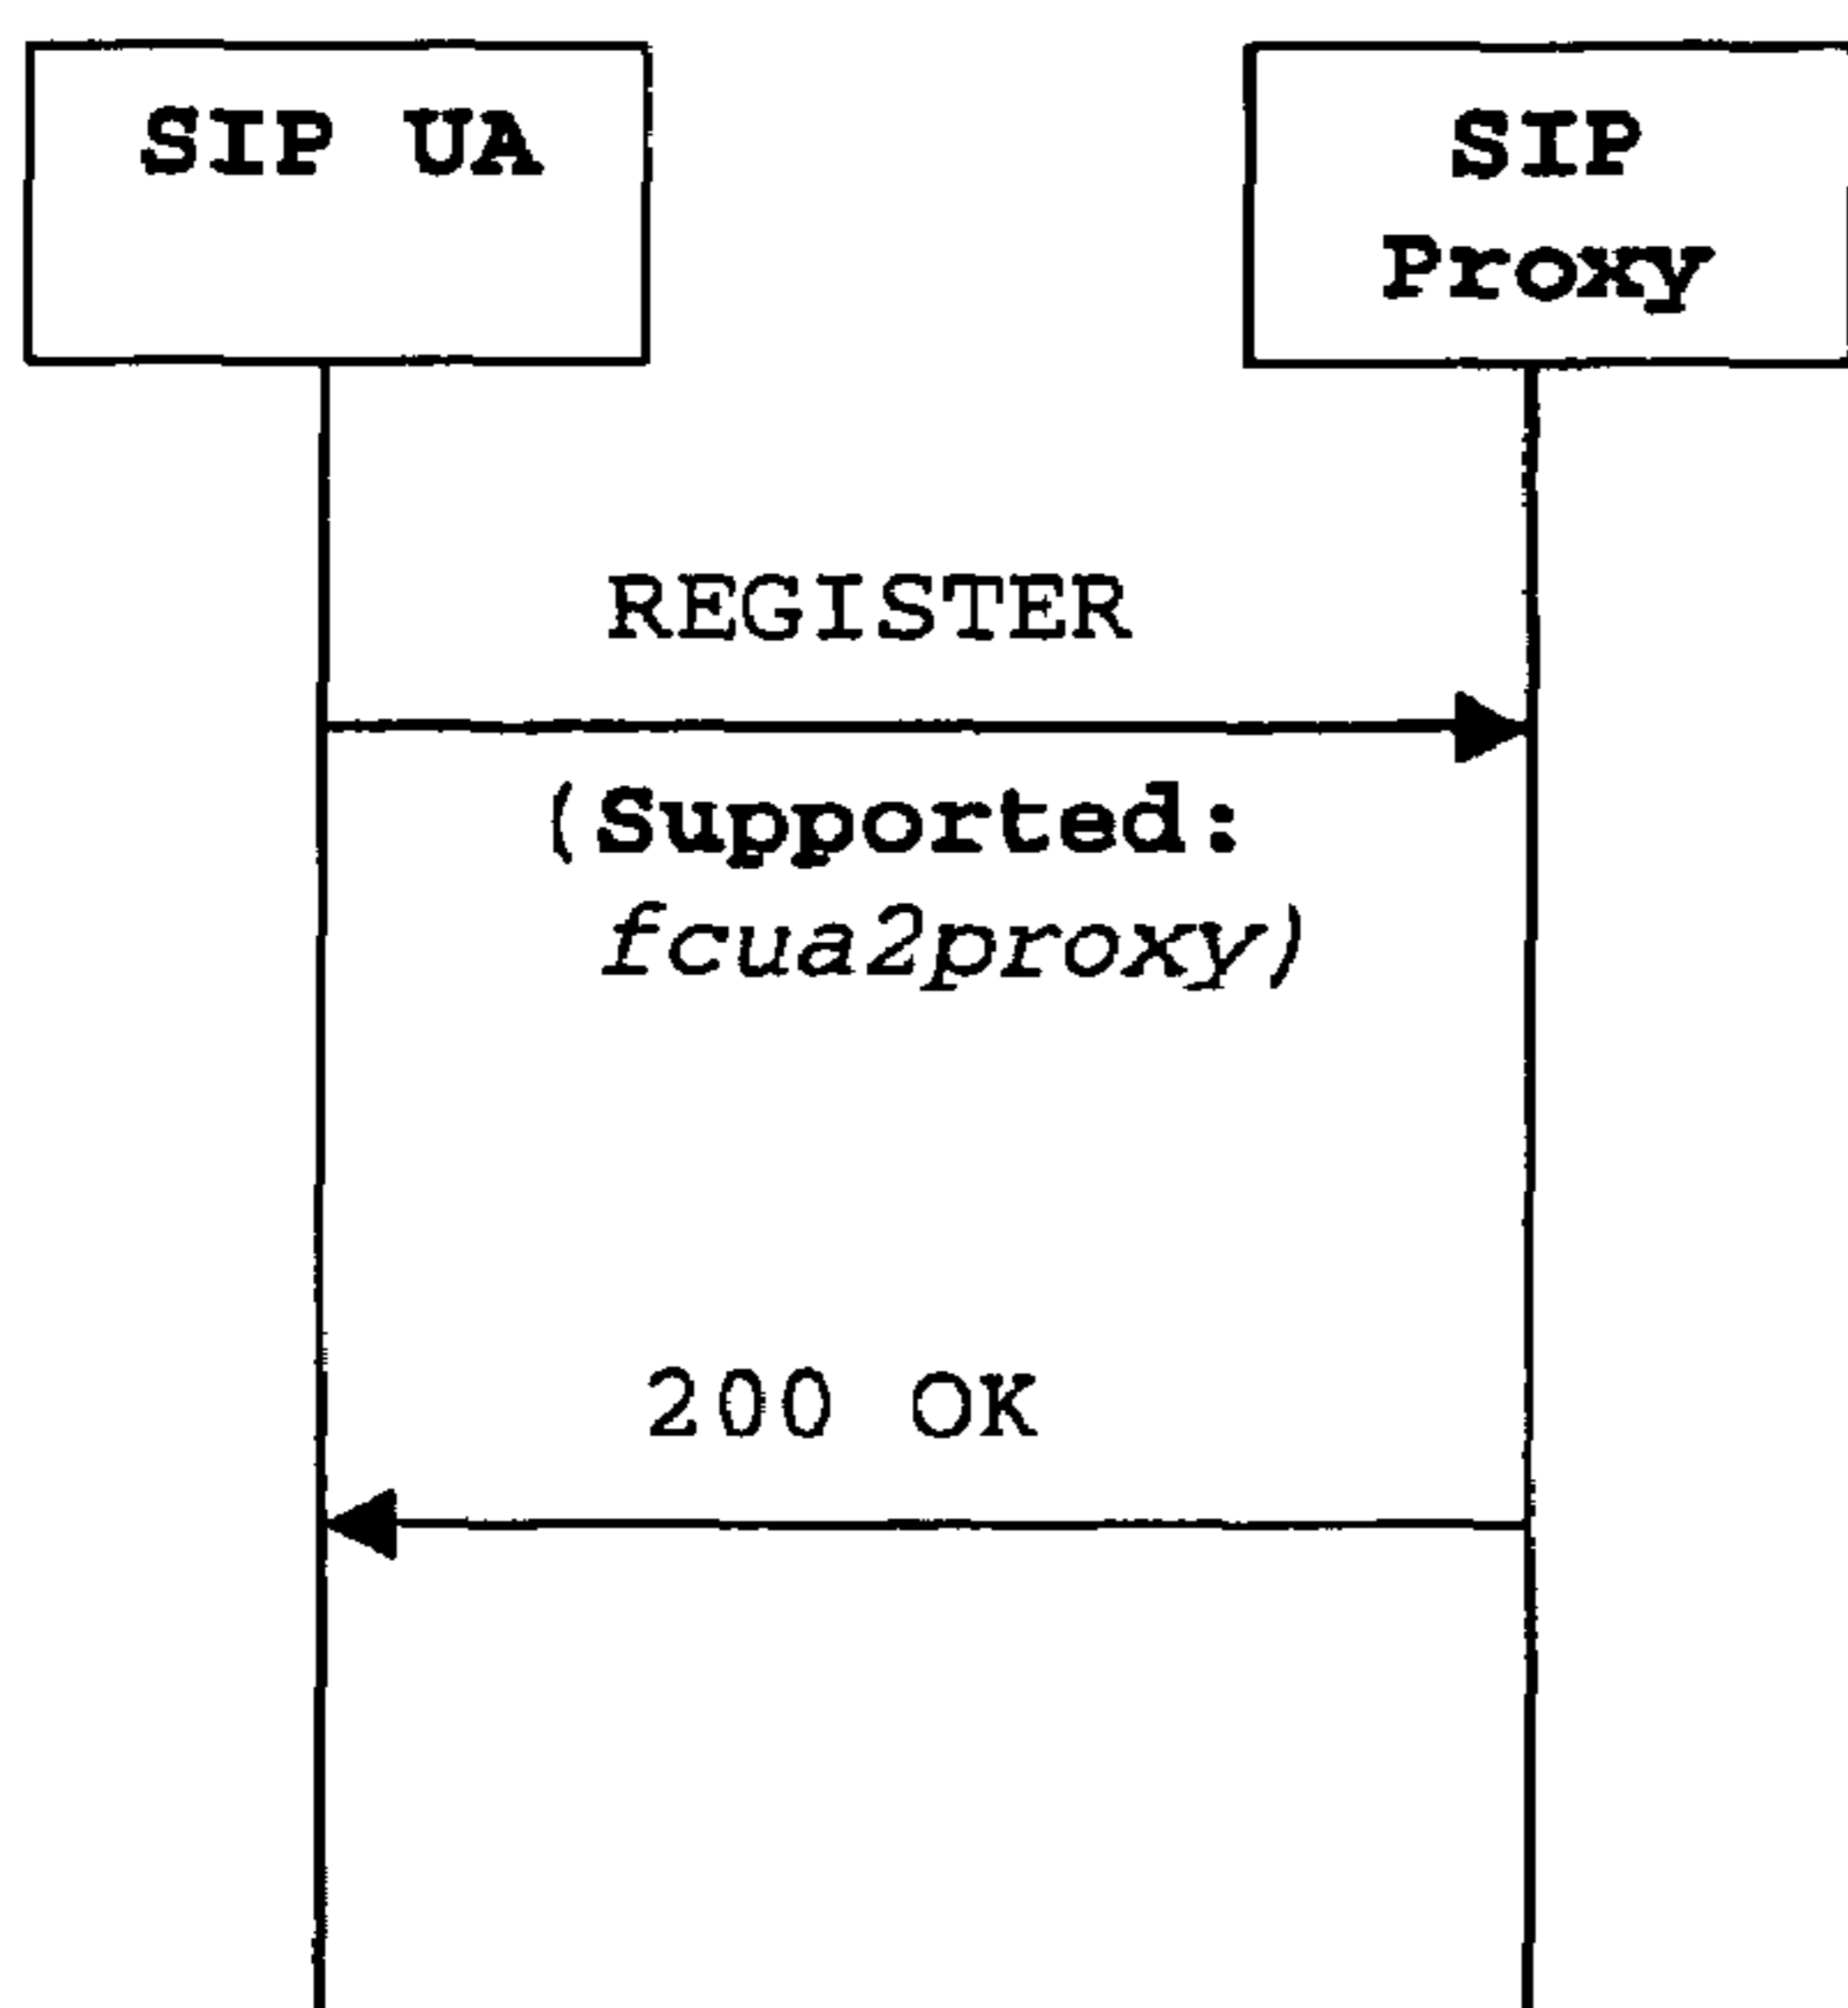 SIP UA
SIP
Proxy
REGISTER
(Supported:
fcua2proxy)
200 OK